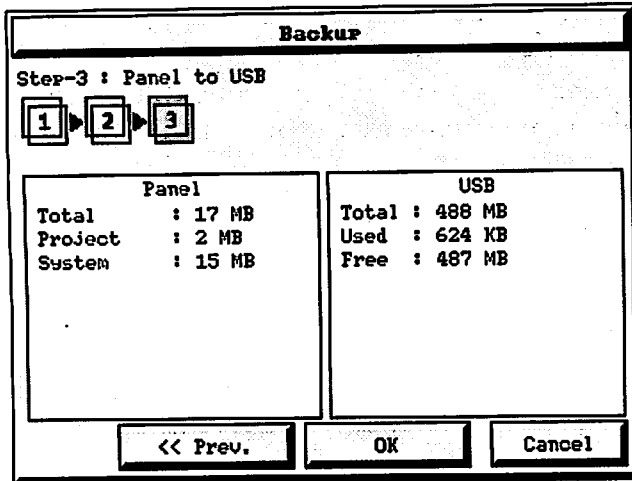 Backup
Step-3 : Panel to USB
1 2 3
Panel
Total : 17 MB
Project : 2 MB
System : 15 MB
USB
Total : 488 MB
Used : 624 KB
Free : 487 MB
<< Prev.
OK
Cancel